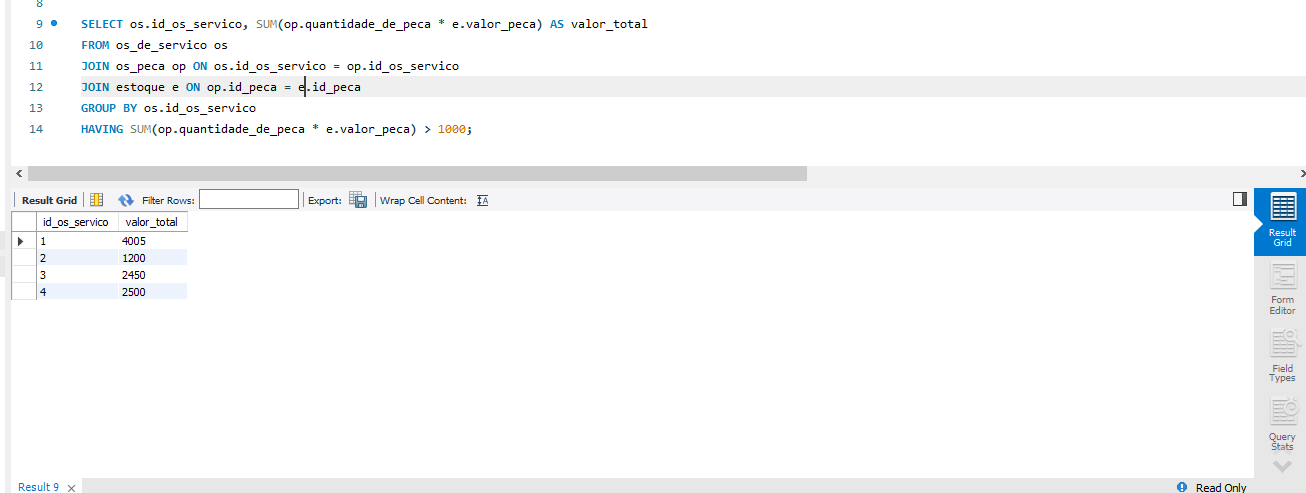 8
9 SELECT os.id_os_servico, SUM(op.quantidade_de_peca * e.valor_peca) AS valor_total
10 FROM os_de_servico os
11 JOIN os_peca op ON os.id_os_servico = op.id_os_servico
12 JOIN estoque e ON op.id_peca = e.id_peca
13 GROUP BY os.id_os_servico
14 HAVING SUM(op.quantidade_de_peca * e.valor_peca) > 1000;
Result Grid Filter Rows: Export: Wrap Cell Content: IA
id_os_servico valor_total
1 4005
2 1200
3 2450
4 2500
Result
Grid
Form
Editor
Field
Types
Query
Stats
Result 9 Read Only